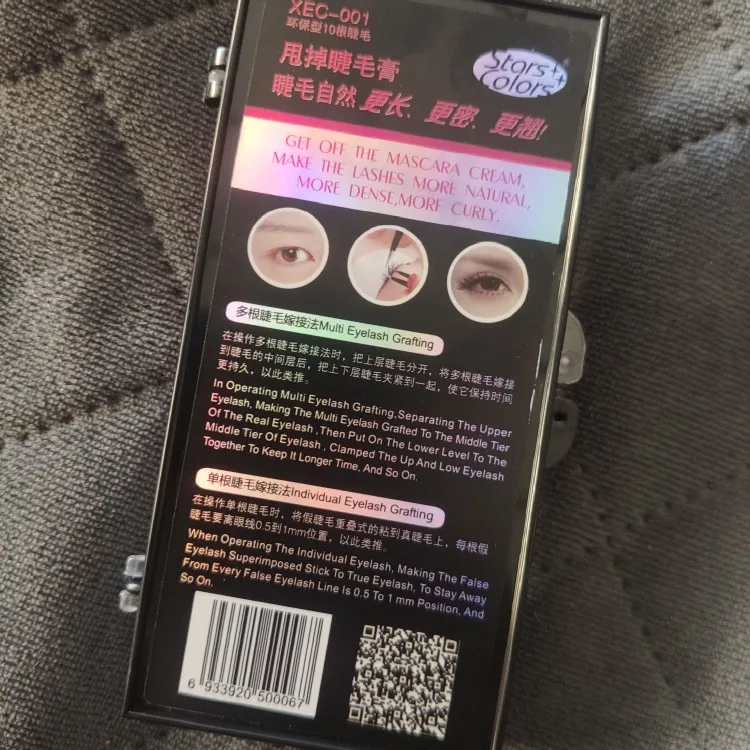 XEC-001
环保型10根睫毛
甩掉睫毛膏
睫毛自然更长、更密、更翘!
Stars++
Colors
GET OFF THE MASCARA CREAM,
MAKE THE LASHES MORE NATURAL,
MORE DENSE,MORE CURLY.
多根睫毛嫁接法Multi Eyelash Grafting
在操作多根睫毛嫁接法时，把上层睫毛分开，将多根睫毛嫁接
到睫毛的中间层后，把上下层睫毛夹紧到一起，使它保持时间
更持久，以此类推。
In Operating Multi Eyelash Grafting,Separating The Upper
Eyelash, Making The Multi Eyelash Grafted To The Middle Tier
Of The Real Eyelash ,Then Put On The Lower Level To The
Middle Tier Of Eyelash , Clamped The Up And Low Eyelash
Together To Keep It Longer Time, And So On.
单根睫毛嫁接法Individual Eyelash Grafting
在操作单根睫毛时，将假睫毛重叠式的粘到真睫毛上，每根假
睫毛要离眼线0.5到1mm位置，以此类推。
When Operating The Individual Eyelash, Making The False
Eyelash Superimposed Stick To True Eyelash, To Stay Away
From Every False Eyelash Line Is 0.5 To 1 mm Position, And
So On.
6 933920 500067